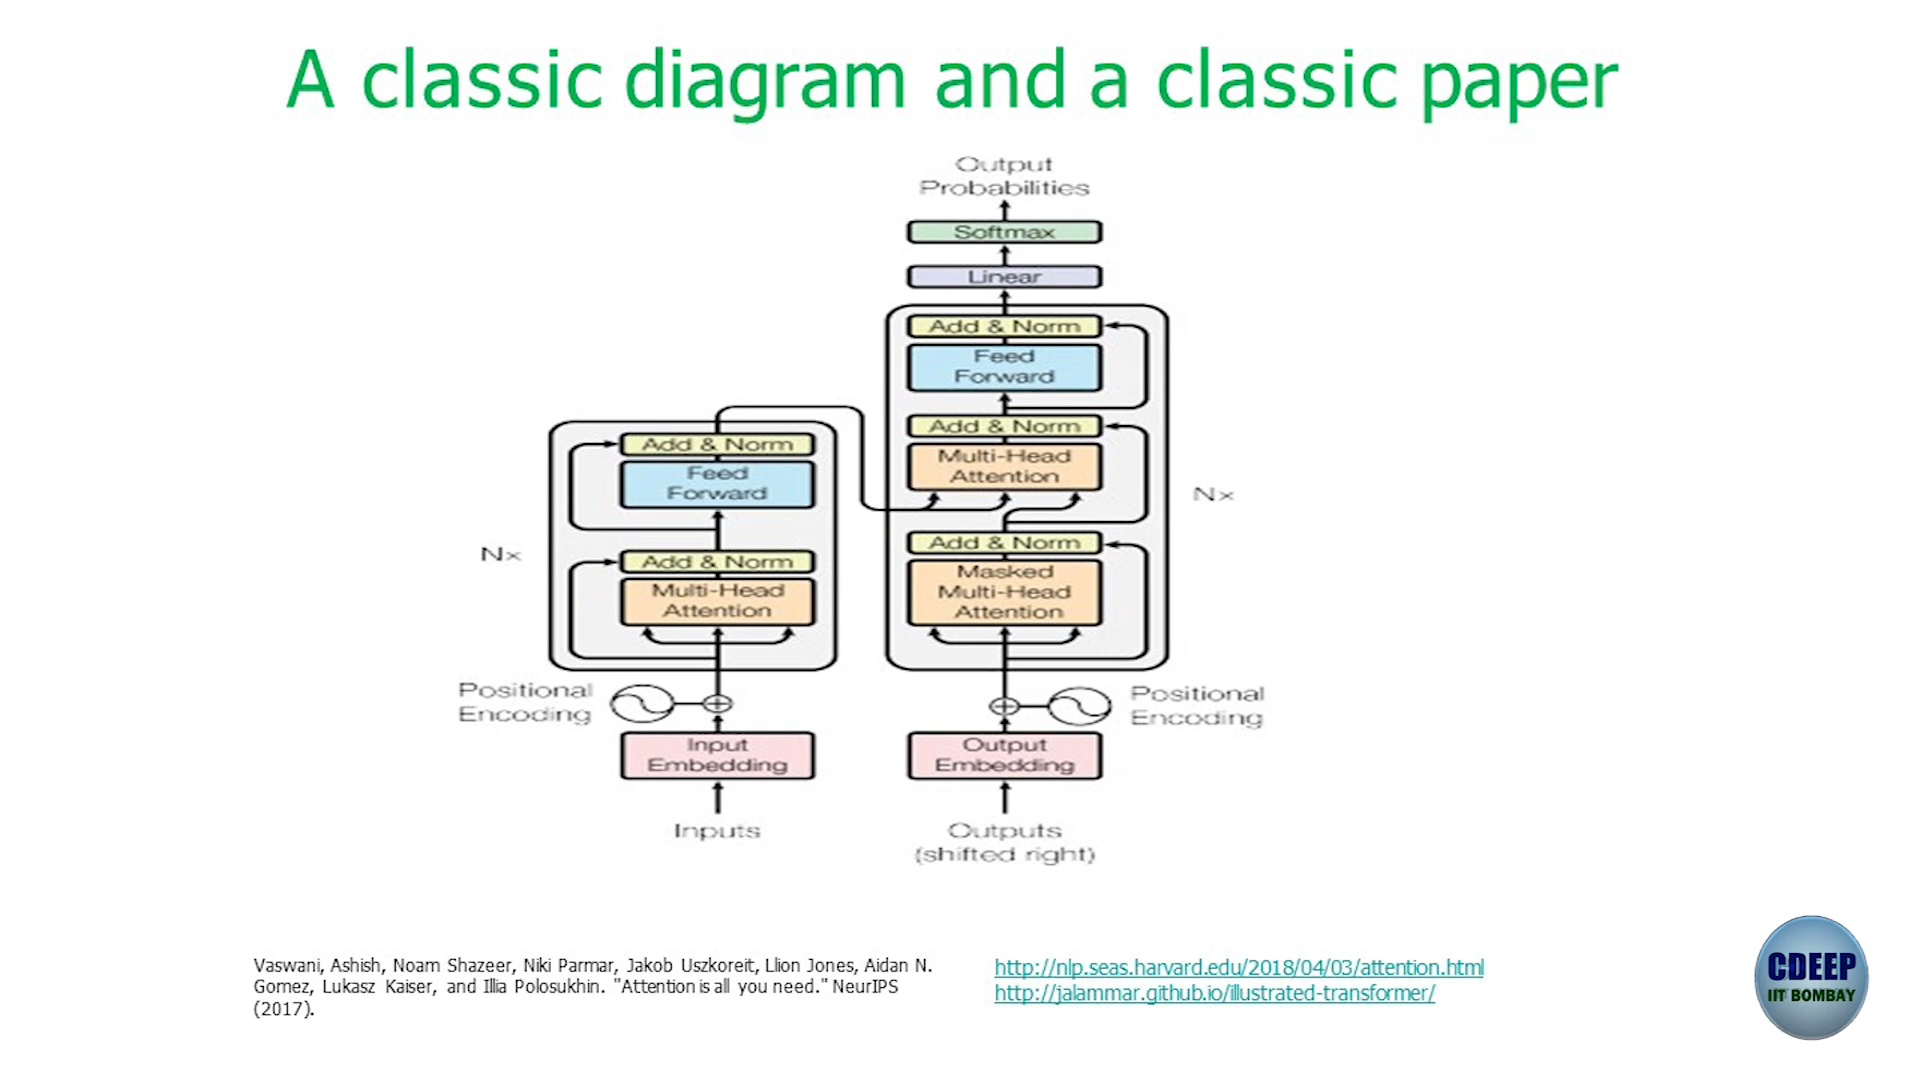 A classic diagram and a classic paper
Output
Probabilities
Softmax
Linear
Add & Norm
Feed
Forward
Add & Norm
Multi-Head
Attention
Nx
Add & Norm
Masked
Multi-Head
Attention
Add & Norm
Feed
Forward
Nx
Add & Norm
Multi-Head
Attention
Positional
Encoding
Positional
Encoding
Input
Embedding
Output
Embedding
Inputs
Outputs
(shifted right)
Vaswani, Ashish, Noam Shazeer, Niki Parmar, Jakob Uszkoreit, Llion Jones, Aidan N.
Gomez, Lukasz Kaiser, and Illia Polosukhin. "Attention is all you need." NeurIPS
(2017).
http://nlp.seas.harvard.edu/2018/04/03/attention.html
http://jalammar.github.io/illustrated-transformer/
CDEEP
IIT BOMBAY